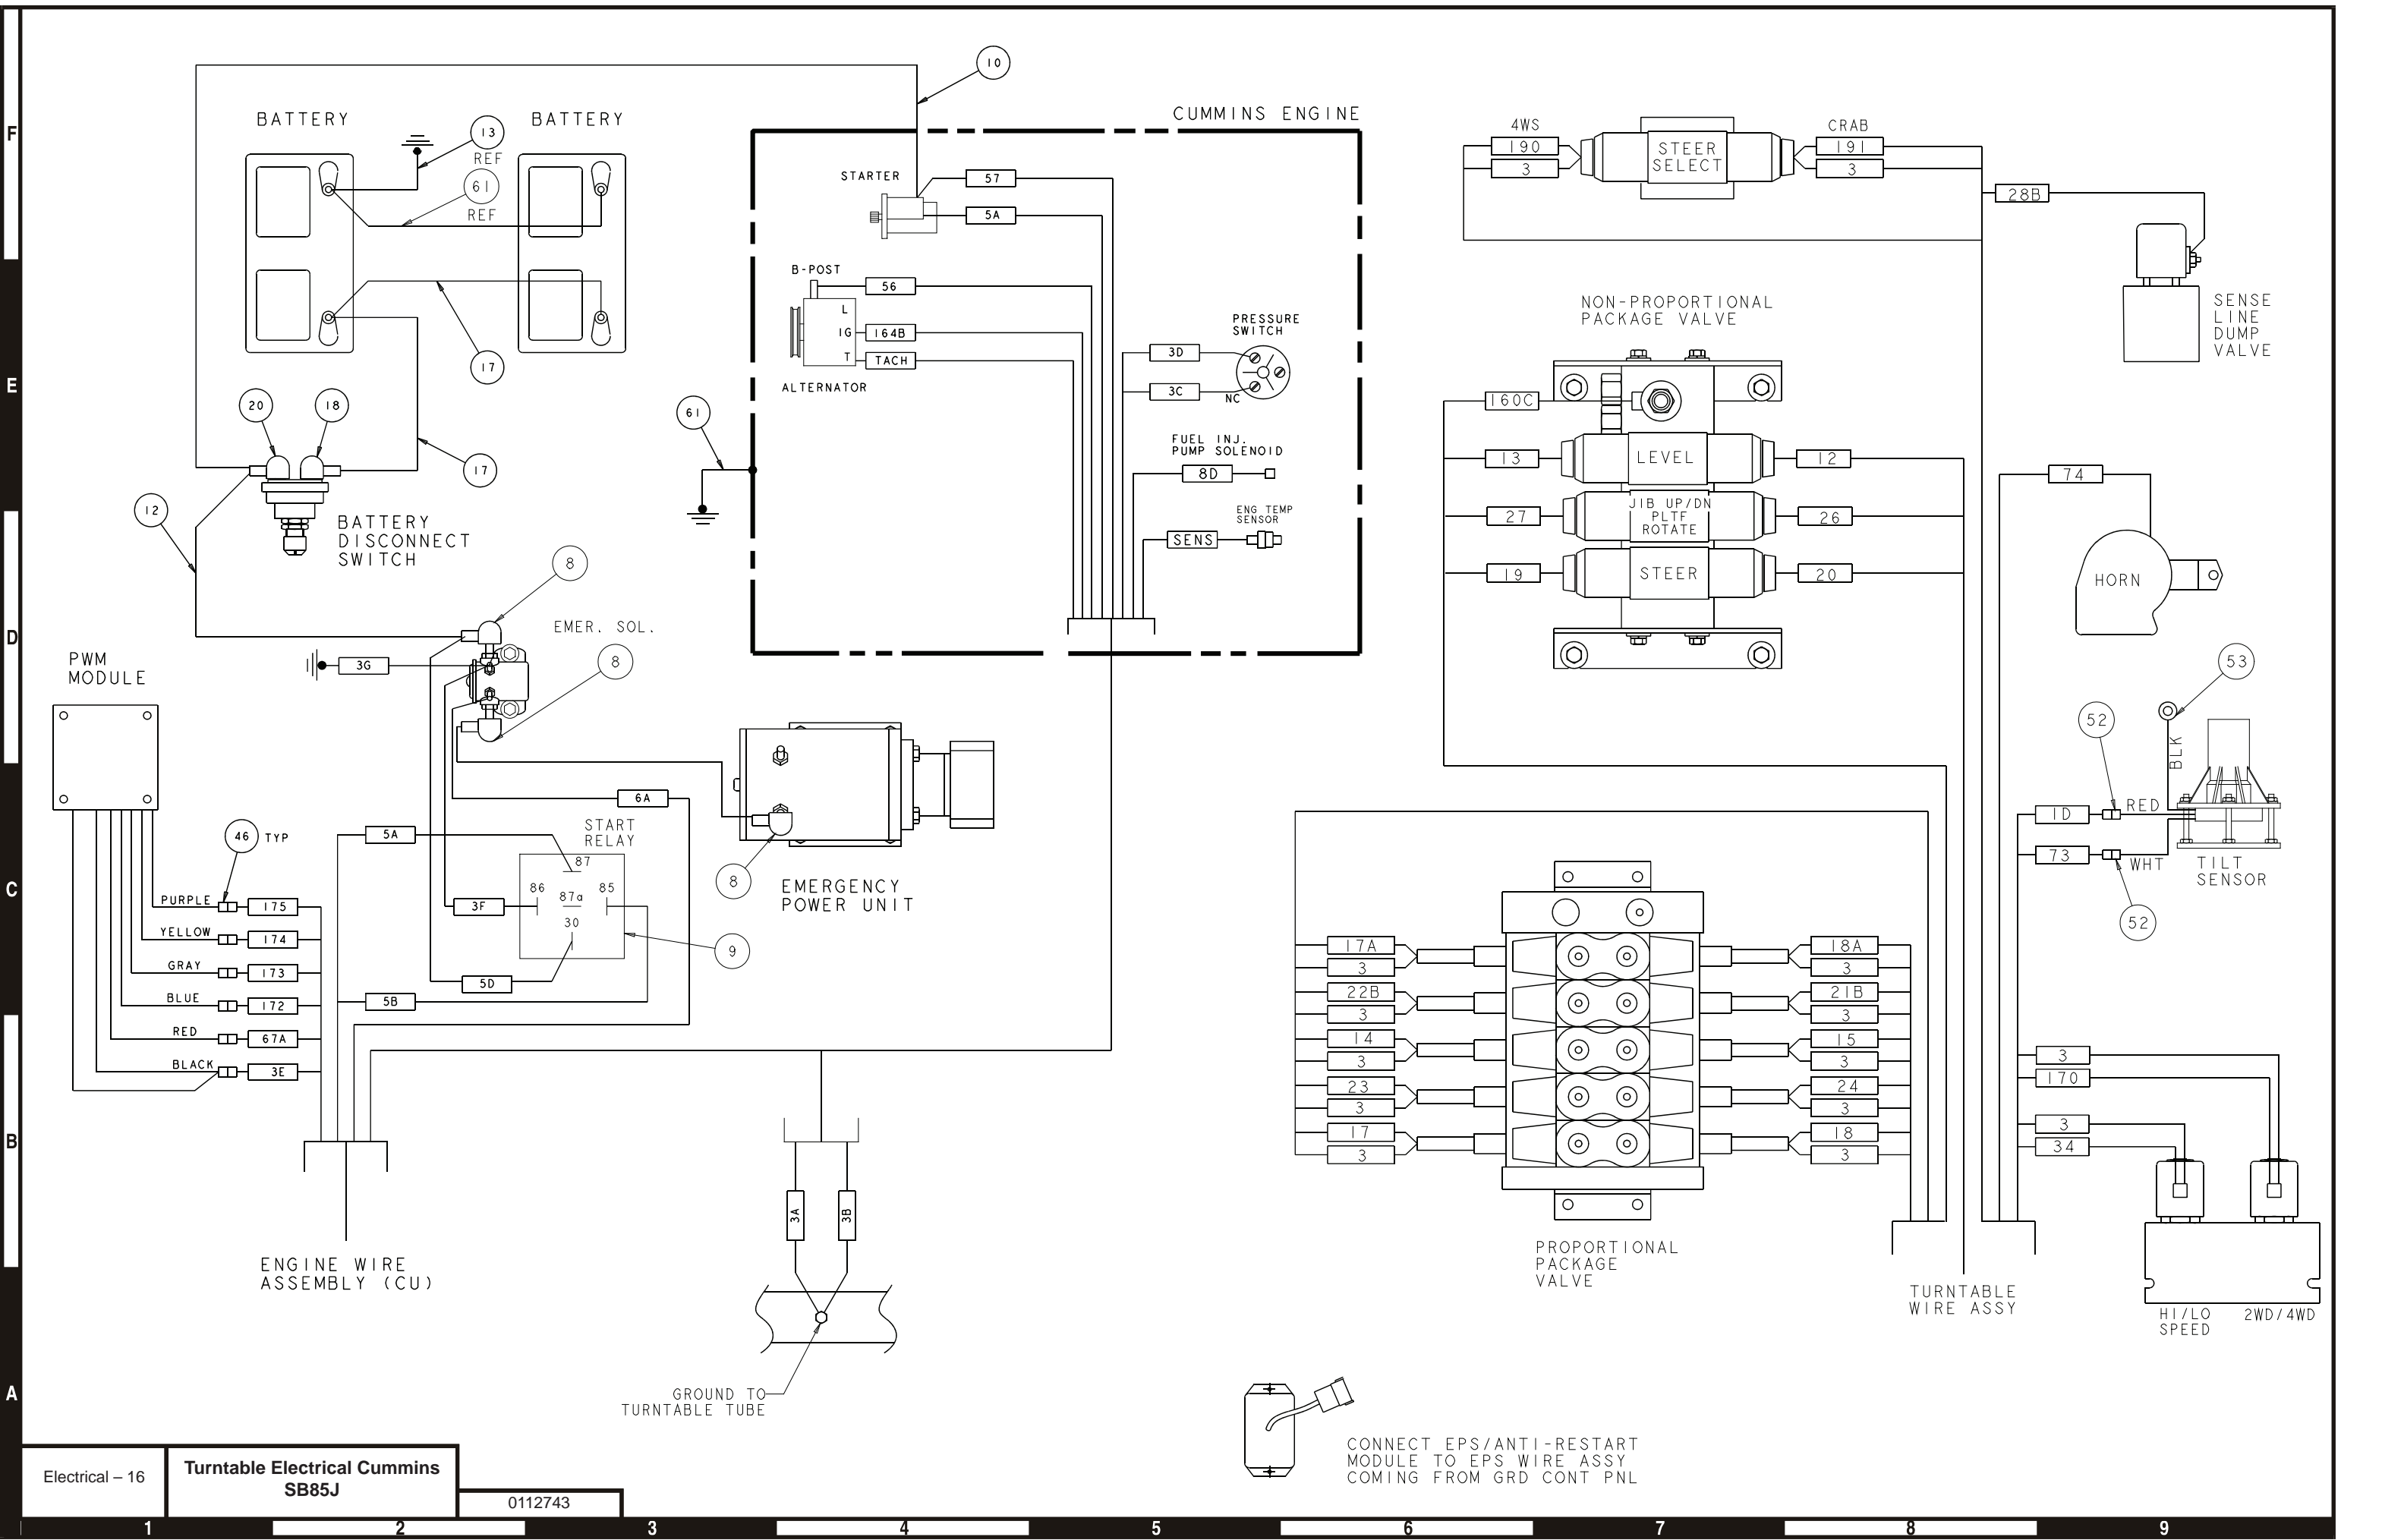 F
E
D
C
B
A
BATTERY
BATTERY
13
REF
61
REF
17
20
18
17
12
BATTERY
DISCONNECT
SWITCH
10
CUMMINS ENGINE
STARTER
57
5A
B-POST
56
L
IG
164B
T
TACH
ALTERNATOR
61
PRESSURE
SWITCH
3D
3C
NC
FUEL INJ.
PUMP SOLENOID
8D
ENG TEMP
SENSOR
SENS
8
EMER. SOL.
8
3G
PWM
MODULE
46 TYP
PURPLE 175
YELLOW 174
GRAY 173
BLUE 172
RED 67A
BLACK 3E
6A
5A
START
RELAY
87
86
87a
85
30
3F
5D
5B
9
8
EMERGENCY
POWER UNIT
ENGINE WIRE
ASSEMBLY (CU)
3A
3B
GROUND TO
TURNTABLE TUBE
4WS
190
3
STEER
SELECT
CRAB
191
3
28B
SENSE
LINE
DUMP
VALVE
NON-PROPORTIONAL
PACKAGE VALVE
160C
13
LEVEL
12
27
JIB UP/DN
PLTF
ROTATE
26
19
STEER
20
74
HORN
53
52
BLK
1D
RED
73
WHT
52
TILT
SENSOR
17A
3
18A
3
22B
3
21B
3
14
3
15
3
23
3
24
3
17
3
18
3
PROPORTIONAL
PACKAGE
VALVE
3
170
3
34
TURNTABLE
WIRE ASSY
HI/LO
SPEED
2WD/4WD
CONNECT EPS/ANTI-RESTART
MODULE TO EPS WIRE ASSY
COMING FROM GRD CONT PNL
Electrical – 16
Turntable Electrical Cummins
SB85J
0112743
1 2 3 4 5 6 7 8 9